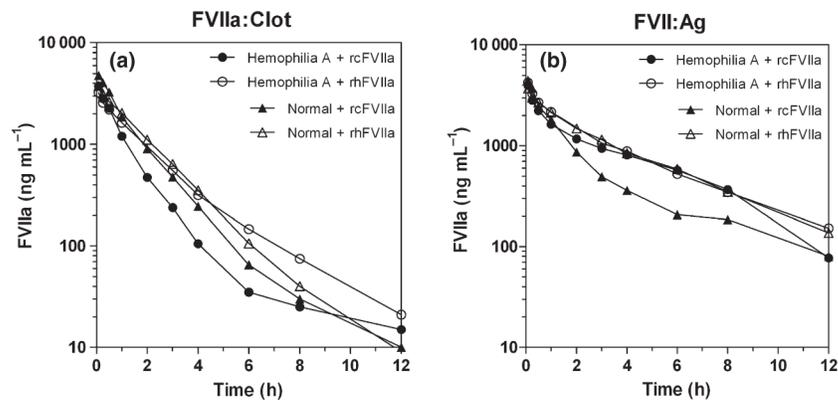 FVIIa:Clot
(a)
Hemophilia A + rcFVIIa
Hemophilia A + rhFVIIa
Normal + rcFVIIa
Normal + rhFVIIa
10 000
1000
100
10
FVIIa (ng mL⁻¹)
0 2 4 6 8 10 12
Time (h)
FVII:Ag
(b)
Hemophilia A + rcFVIIa
Hemophilia A + rhFVIIa
Normal + rcFVIIa
Normal + rhFVIIa
10 000
1000
100
10
FVIIa (ng mL⁻¹)
0 2 4 6 8 10 12
Time (h)